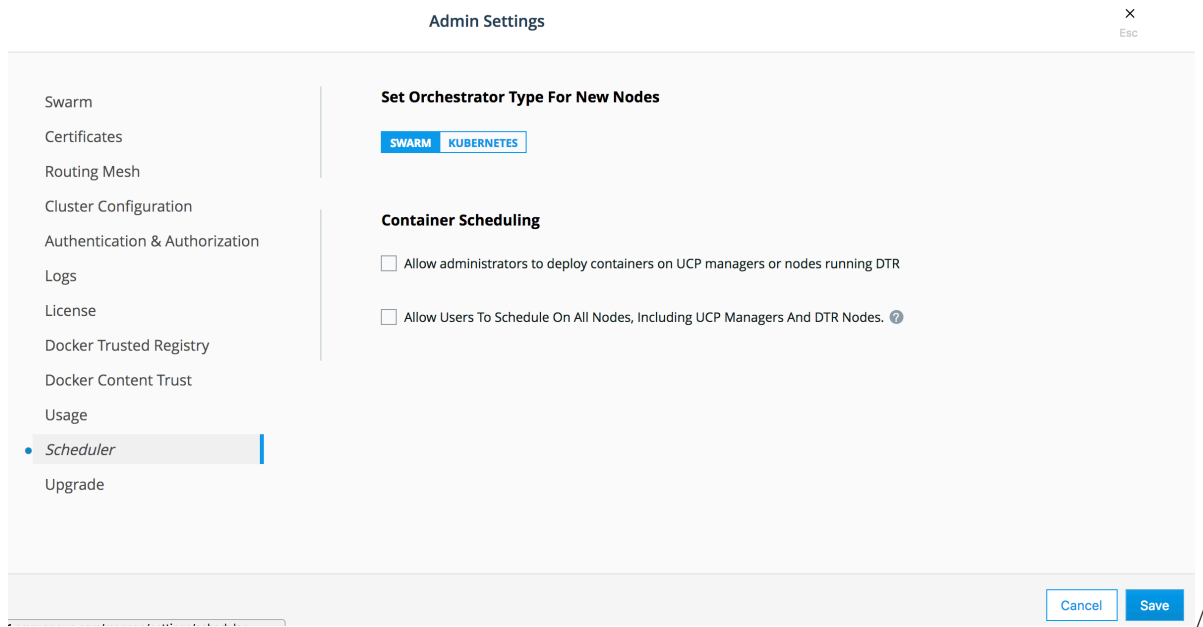 Admin Settings
Esc
Swarm
Certificates
Routing Mesh
Cluster Configuration
Authentication & Authorization
Logs
License
Docker Trusted Registry
Docker Content Trust
Usage
Scheduler
Upgrade
Set Orchestrator Type For New Nodes
SWARM KUBERNETES
Container Scheduling
Allow administrators to deploy containers on UCP managers or nodes running DTR
Allow Users To Schedule On All Nodes, Including UCP Managers And DTR Nodes. ?
Cancel Save